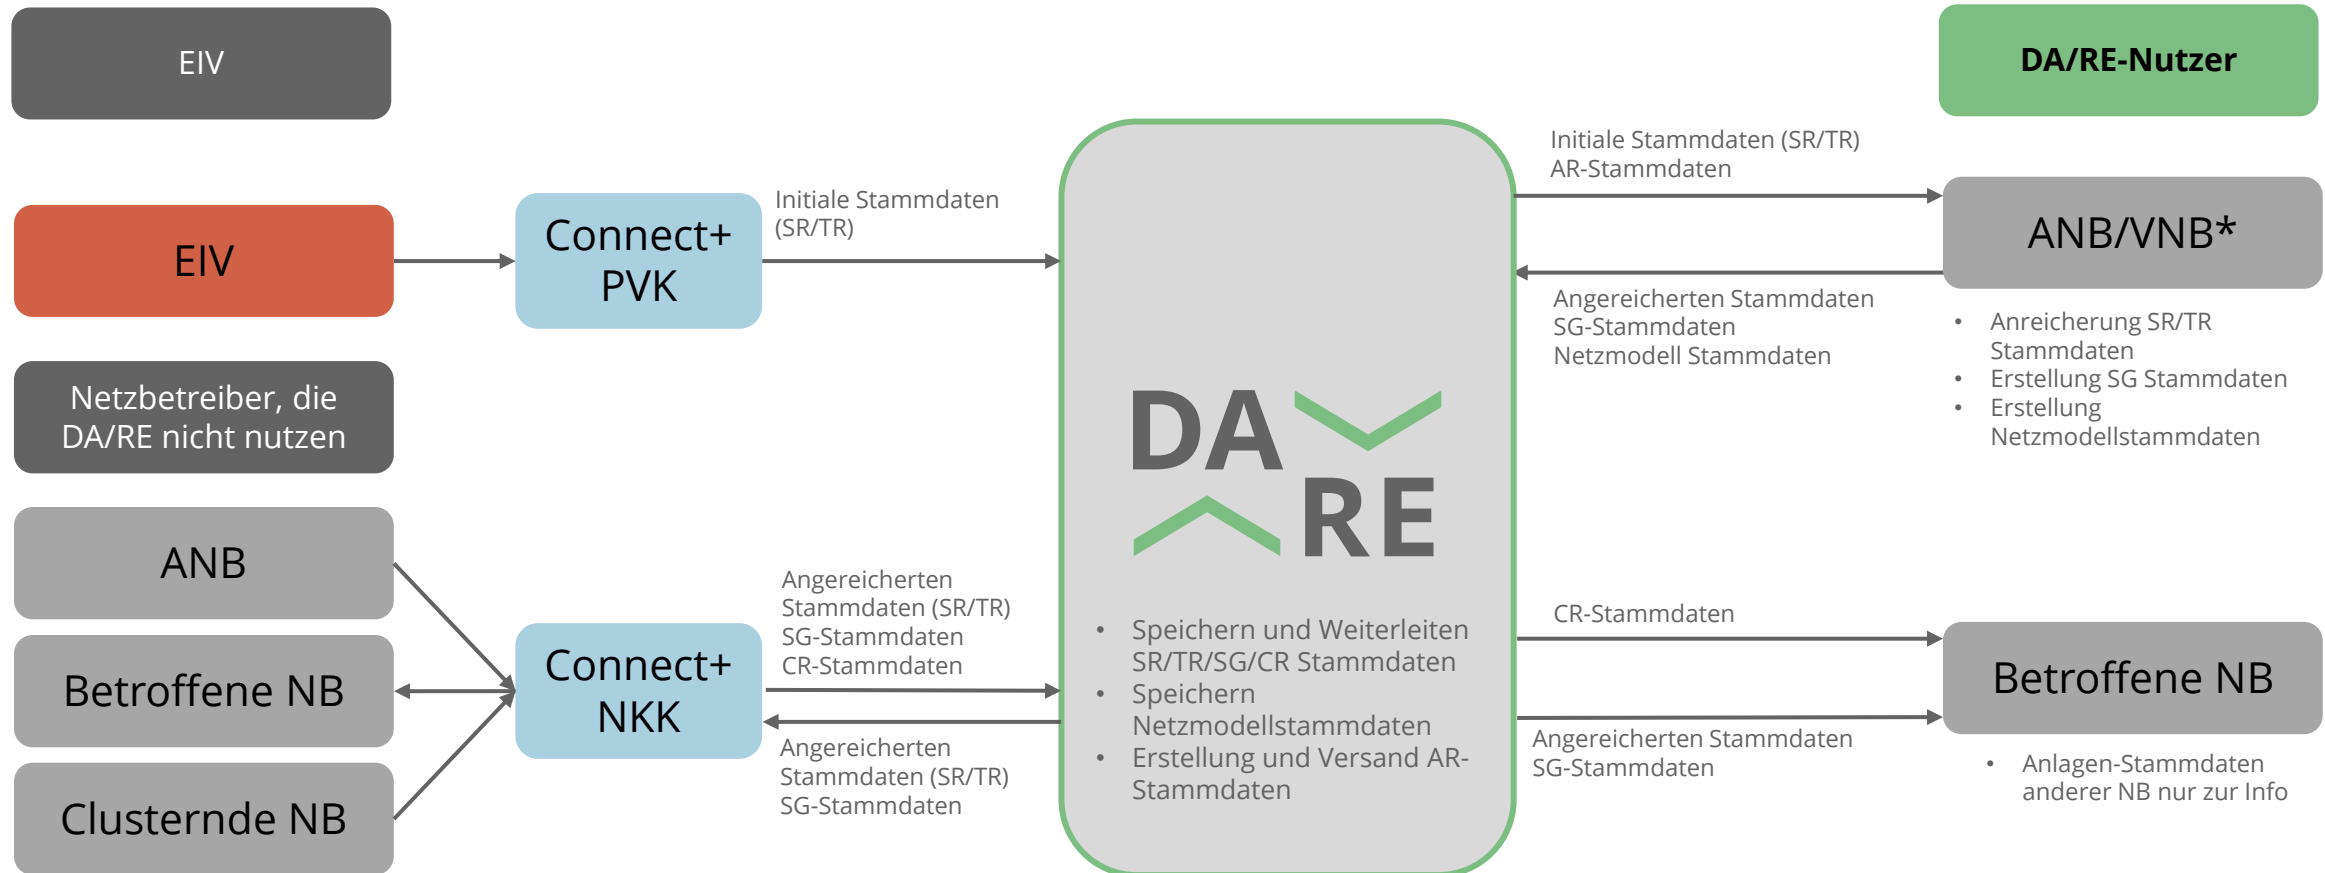 EIV
DA/RE-Nutzer
EIV
Connect+
PVK
Initiale Stammdaten
(SR/TR)
Initiale Stammdaten (SR/TR)
AR-Stammdaten
ANB/VNB*
Angereicherten Stammdaten
SG-Stammdaten
Netzmodell Stammdaten
• Anreicherung SR/TR
Stammdaten
• Erstellung SG Stammdaten
• Erstellung
Netzmodellstammdaten
Netzbetreiber, die
DA/RE nicht nutzen
DA
RE
ANB
Betroffene NB
Clusternde NB
Connect+
NKK
Angereicherten
Stammdaten (SR/TR)
SG-Stammdaten
CR-Stammdaten
Angereicherten
Stammdaten (SR/TR)
SG-Stammdaten
• Speichern und Weiterleiten
SR/TR/SG/CR Stammdaten
• Speichern
Netzmodellstammdaten
• Erstellung und Versand AR-
Stammdaten
CR-Stammdaten
Angereicherten Stammdaten
SG-Stammdaten
Betroffene NB
• Anlagen-Stammdaten
anderer NB nur zur Info